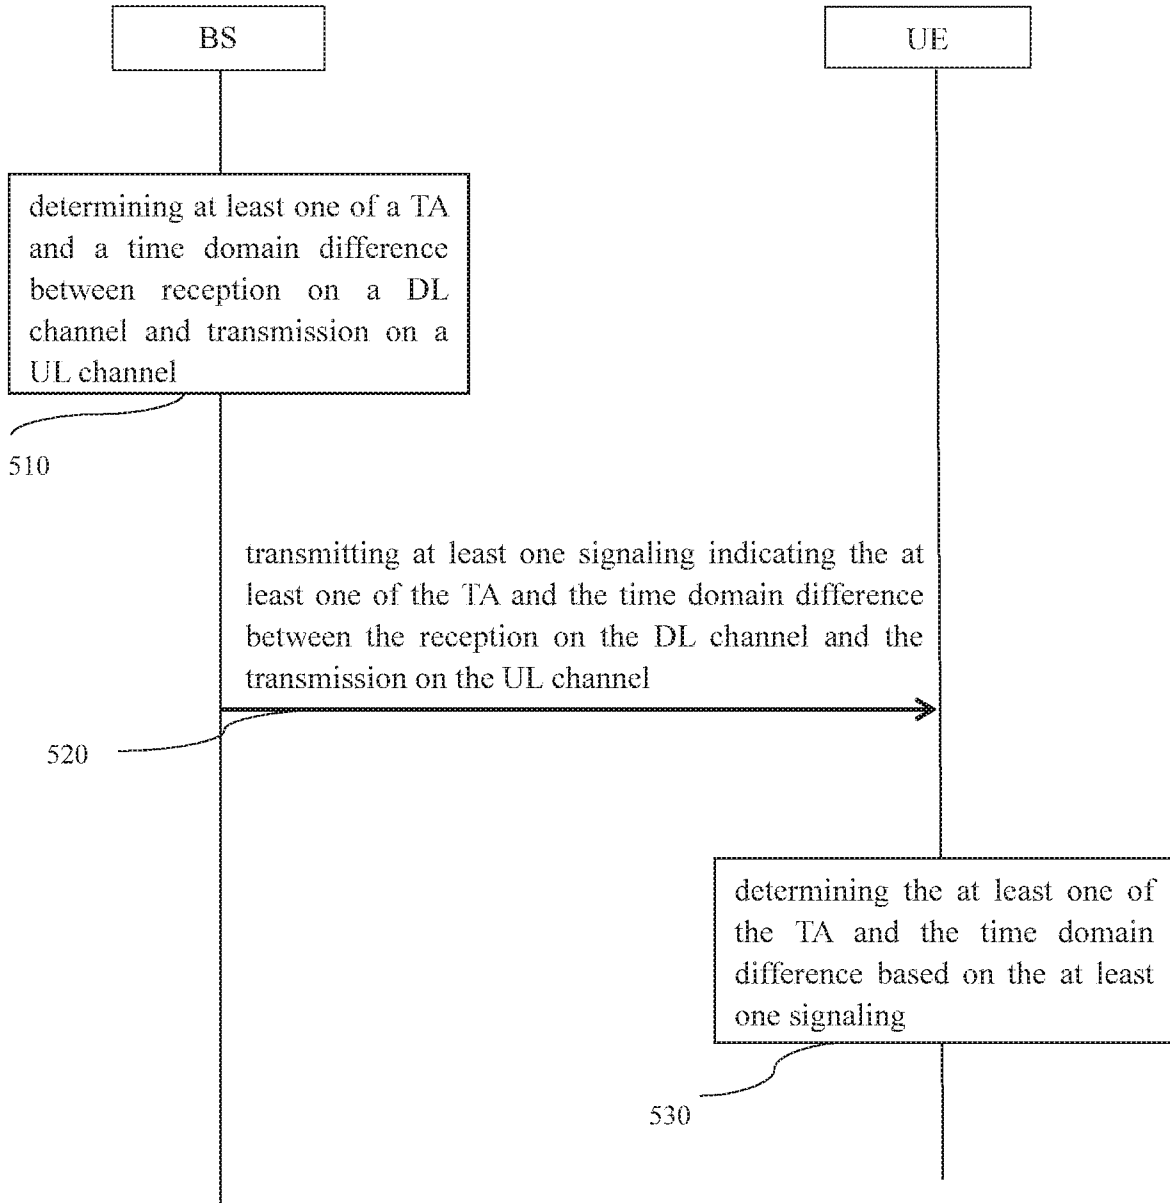 BS
UE
determining at least one of a TA
and a time domain difference
between reception on a DL
channel and transmission on a
UL channel
510
transmitting at least one signaling indicating the at
least one of the TA and the time domain difference
between the reception on the DL channel and the
transmission on the UL channel
520
determining the at least one of
the TA and the time domain
difference based on the at least
one signaling
530